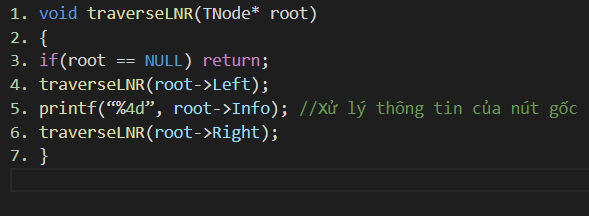 1. void traverseLNR(TNode* root)
2. {
3. if(root == NULL) return;
4. traverseLNR(root->Left);
5. printf(“%4d”, root->Info); //Xử lý thông tin của nút gốc
6. traverseLNR(root->Right);
7. }